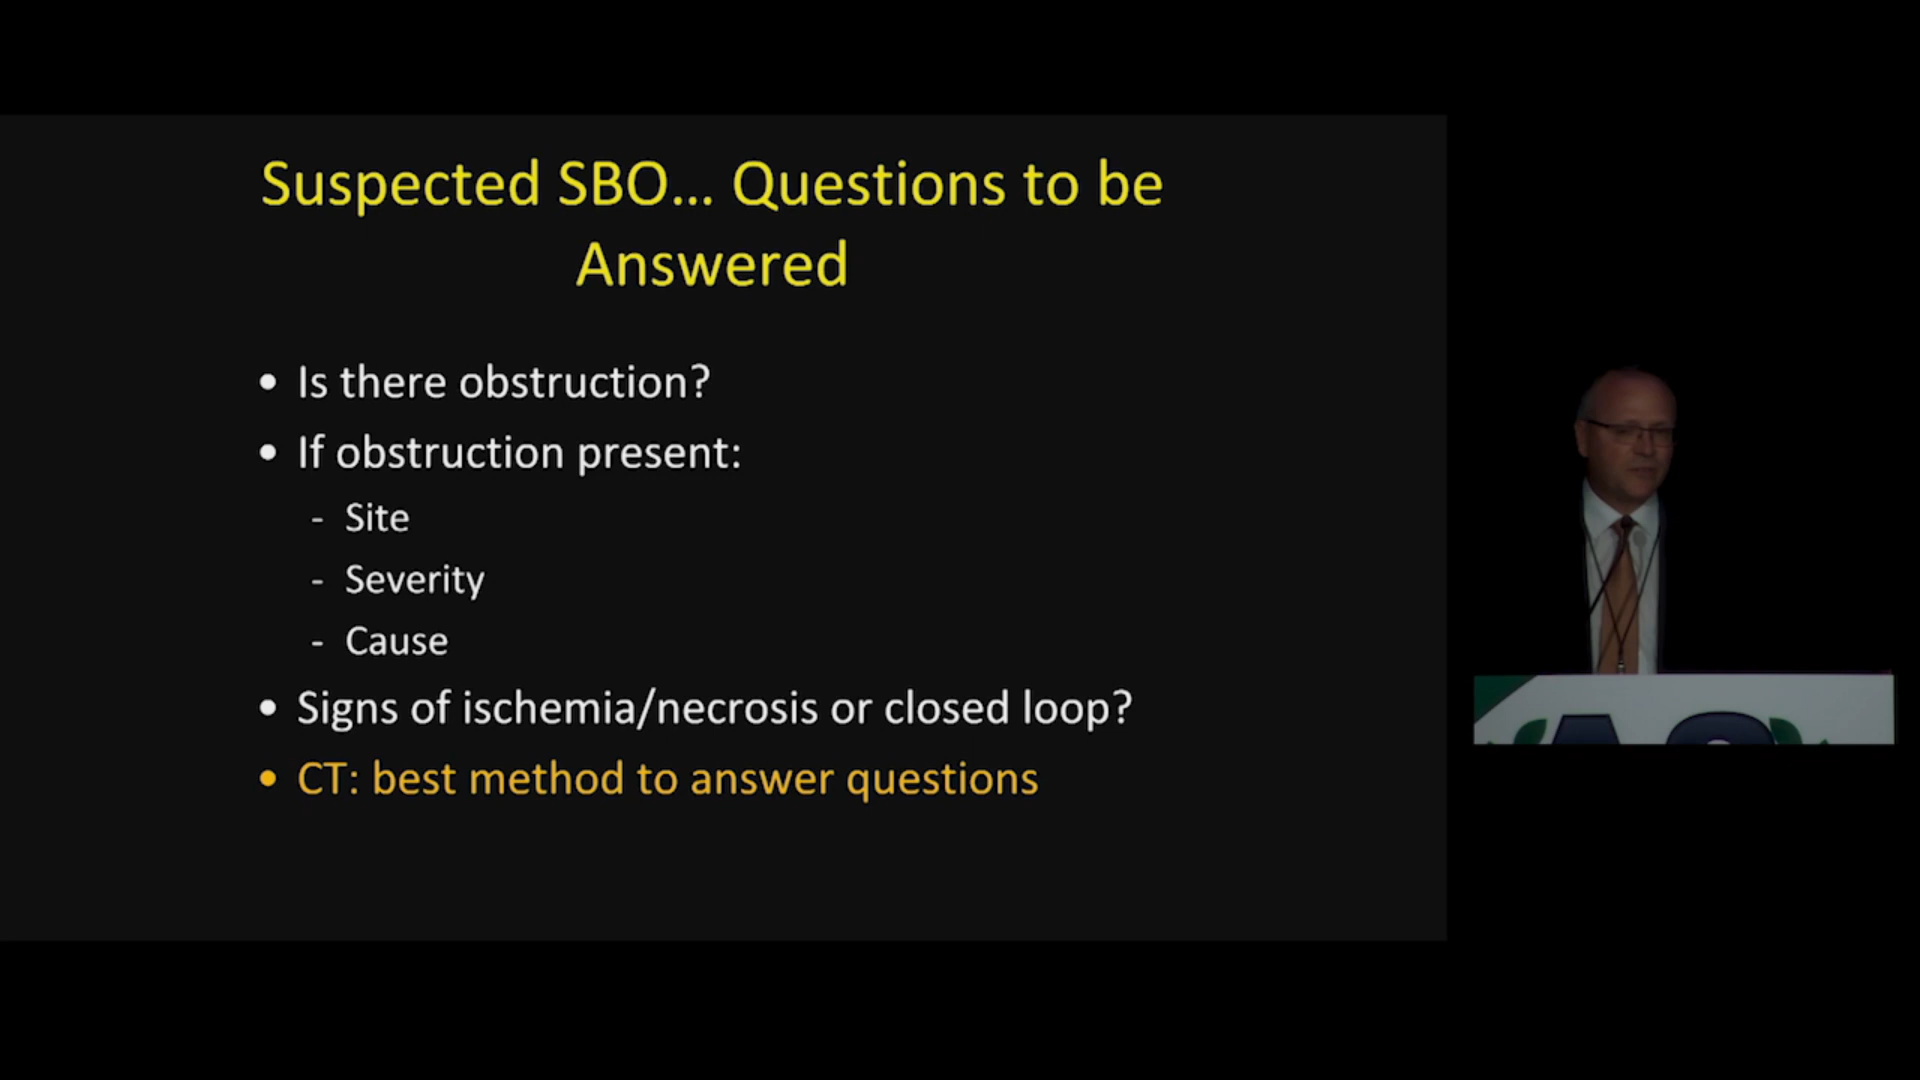 Suspected SBO... Questions to be
Answered
• Is there obstruction?
• If obstruction present:
- Site
- Severity
- Cause
• Signs of ischemia/necrosis or closed loop?
• CT: best method to answer questions